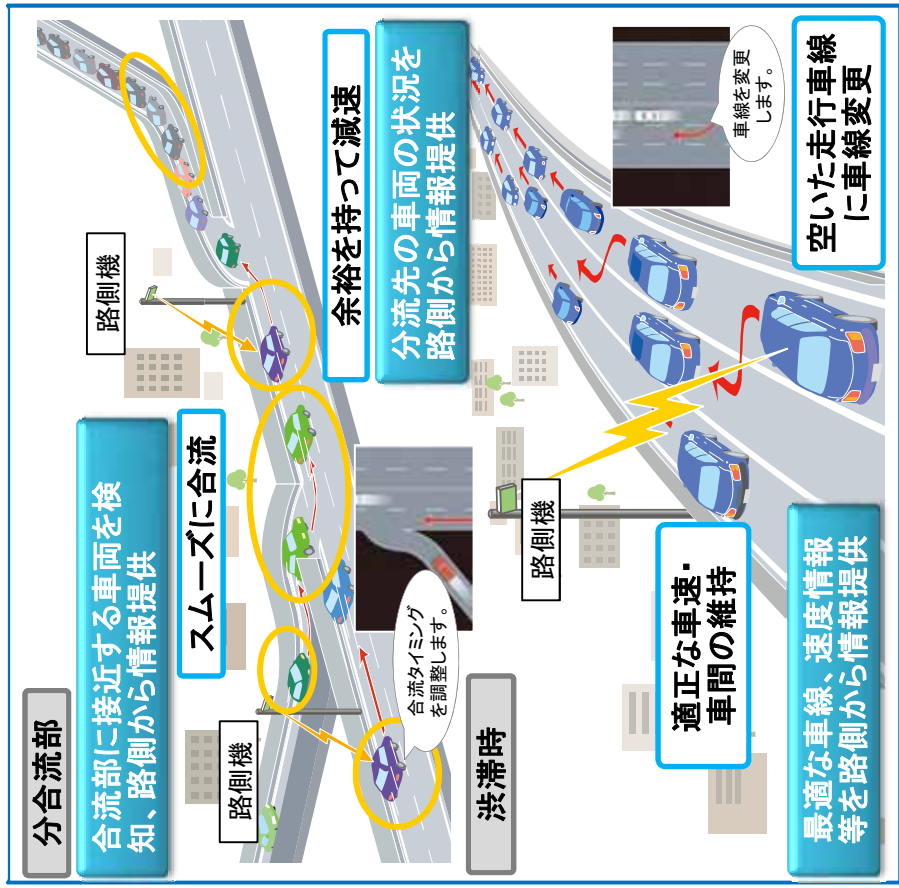 分合流部
合流部に接近する車両を検
知、路側から情報提供
スムーズに合流
路側機
路側機
合流タイミング
を調整します。
余裕を持って減速
分流先の車両の状況を
路側から情報提供
渋滞時
路側機
適正な車速・
車間の維持
最適な車線、速度情報
等を路側から情報提供
車線を変更
します。
空いた走行車線
に車線変更